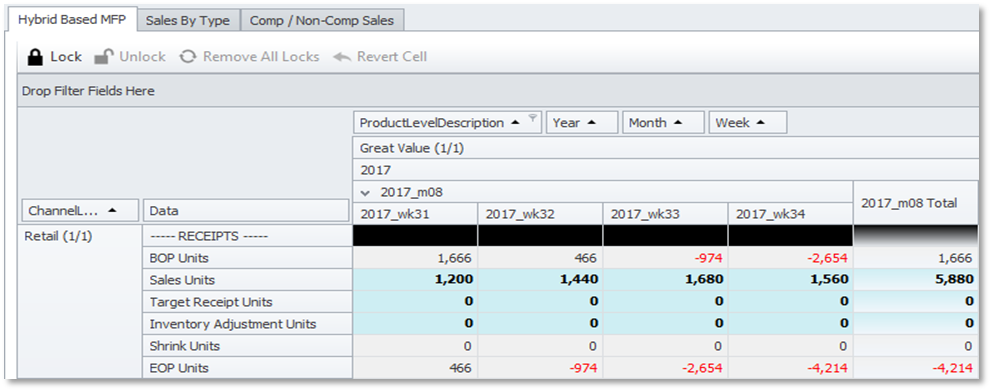 Hybrid Based MFP Sales By Type Comp / Non-Comp Sales
Lock Unlock Remove All Locks Revert Cell
Drop Filter Fields Here
ProductLevelDescription Year Month Week
Great Value (1/1)
2017
2017_m08 2017_m08 Total
ChannelL... Data 2017_wk31 2017_wk32 2017_wk33 2017_wk34
Retail (1/1) ----- RECEIPTS -----
BOP Units 1,666 466 -974 -2,654 1,666
Sales Units 1,200 1,440 1,680 1,560 5,880
Target Receipt Units 0 0 0 0 0
Inventory Adjustment Units 0 0 0 0 0
Shrink Units 0 0 0 0 0
EOP Units 466 -974 -2,654 -4,214 -4,214